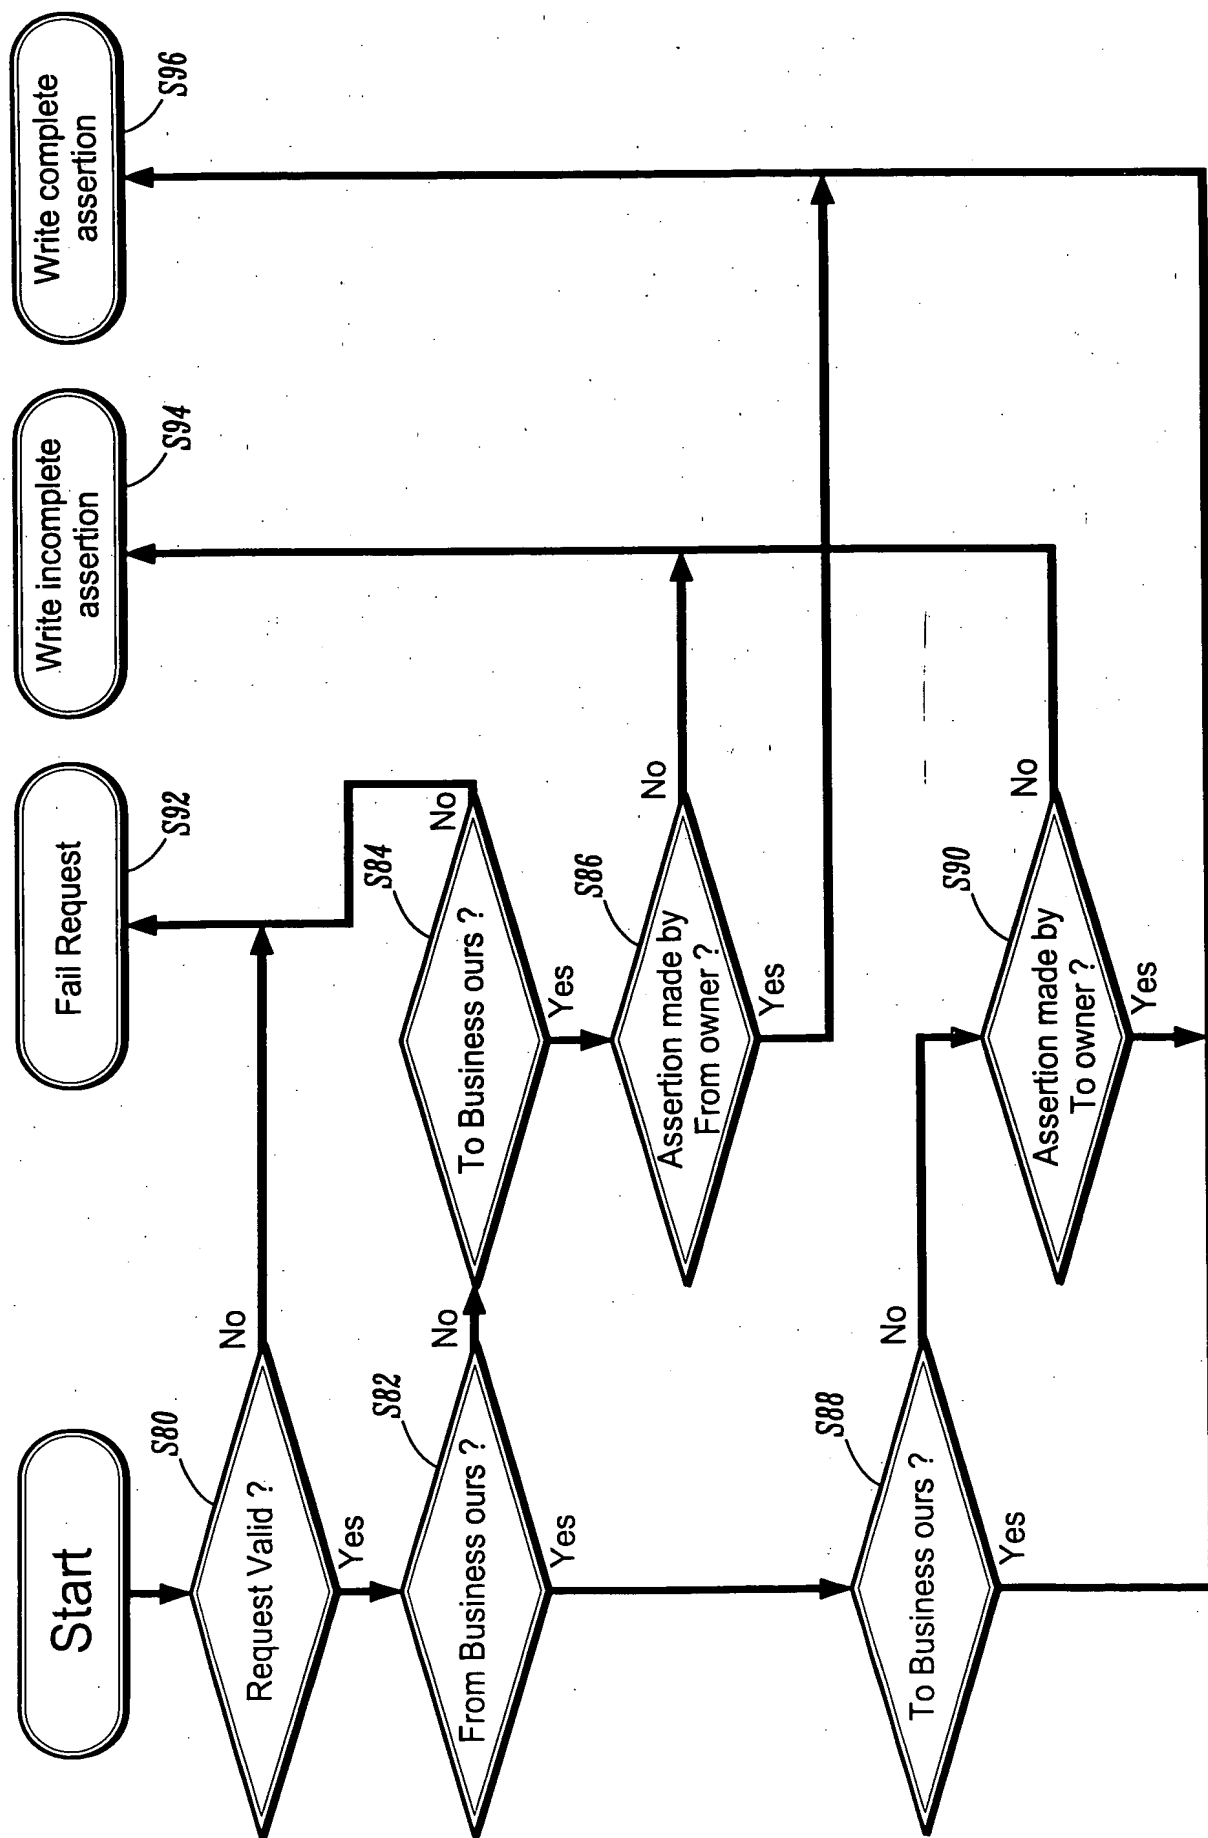 Start
Fail Request
S92
Write incomplete
assertion
S94
Write complete
assertion
S96
S80
Request Valid ?
No
Yes
S82
From Business ours ?
No
Yes
S84
To Business ours ?
No
Yes
S86
Assertion made by
From owner ?
No
Yes
S88
To Business ours ?
No
Yes
S90
Assertion made by
To owner ?
No
Yes